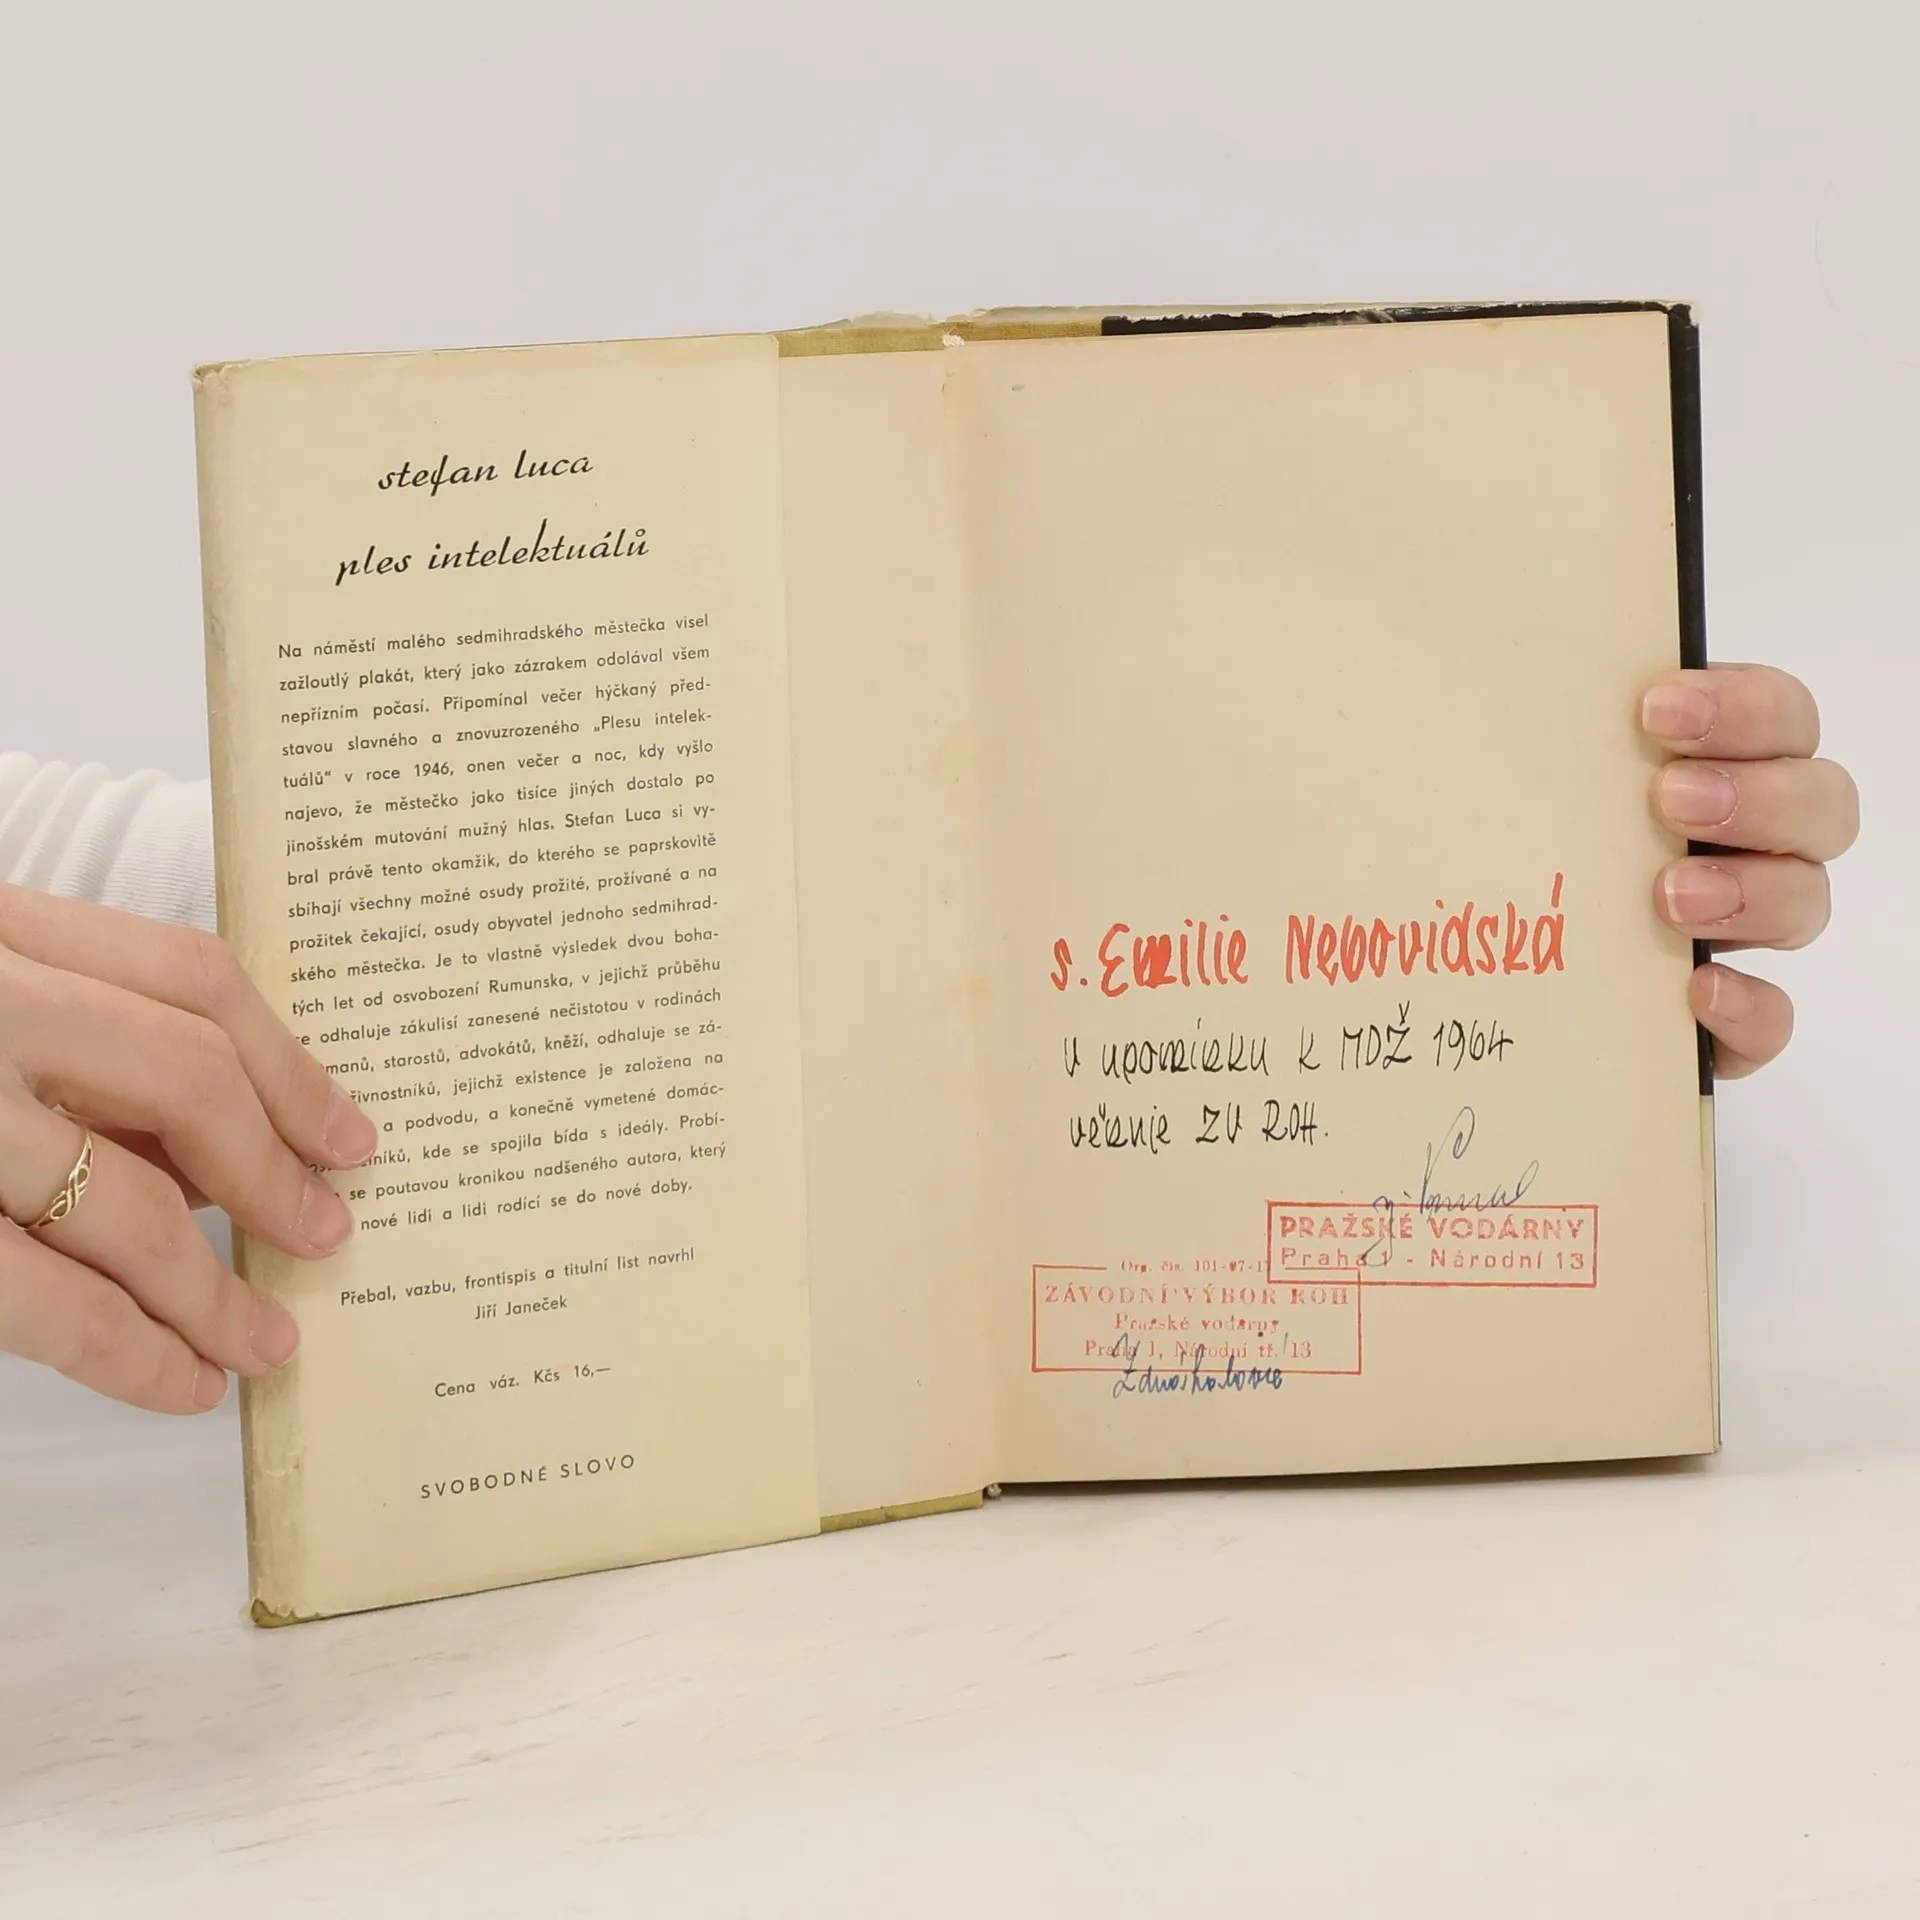 stefan luca
ples intelektuálů
Na náměstí malého sedmihradského městečka visel
zažloutlý plakát, který jako zázrakem odolával všem
nepřízním počasí. Připomínal večer hýčkaný před-
stavou slavného a znovuzrozeného „Plesu intelek-
tuálů“ v roce 1946, onen večer a noc, kdy vyšlo
najevo, že městečko jako tisíce jiných dostalo po
jinošském mutování mužný hlas. Stefan Luca si vy-
bral právě tento okamžik, do kterého se paprskovitě
sbíhají všechny možné osudy prožité, prožívané a na
prožitek čekající, osudy obyvatel jednoho sedmihrad-
ského městečka. Je to vlastně výsledek dvou boha-
tých let od osvobození Rumunska, v jejichž průběhu
se odhaluje zákulisí zanesené nečistotou v rodinách
manů, starostů, advokátů, kněží, odhaluje se zá-
živnostníků, jejichž existence je založena na
a podvodu, a konečně vymetené domác-
níků, kde se spojila bída s ideály. Probí-
se poutavou kronikou nadšeného autora, který
nové lidi a lidi rodící se do nové doby.
Přebal, vazbu, frontispis a titulní list navrhl
Jiří Janeček
Cena váz. Kčs 16,—
SVOBODNÉ SLOVO
s. Emilie Nebovidská
v upomínku k MDŽ 1964
věnuje ZV ROH.
PRAŽSKÉ VODÁRNY
Praha 1 - Národní 13
Org. čís. 101-07-1
ZÁVODNÍ VÝBOR ROH
Pražské vodárny
Praha 1, Národní tř. 13